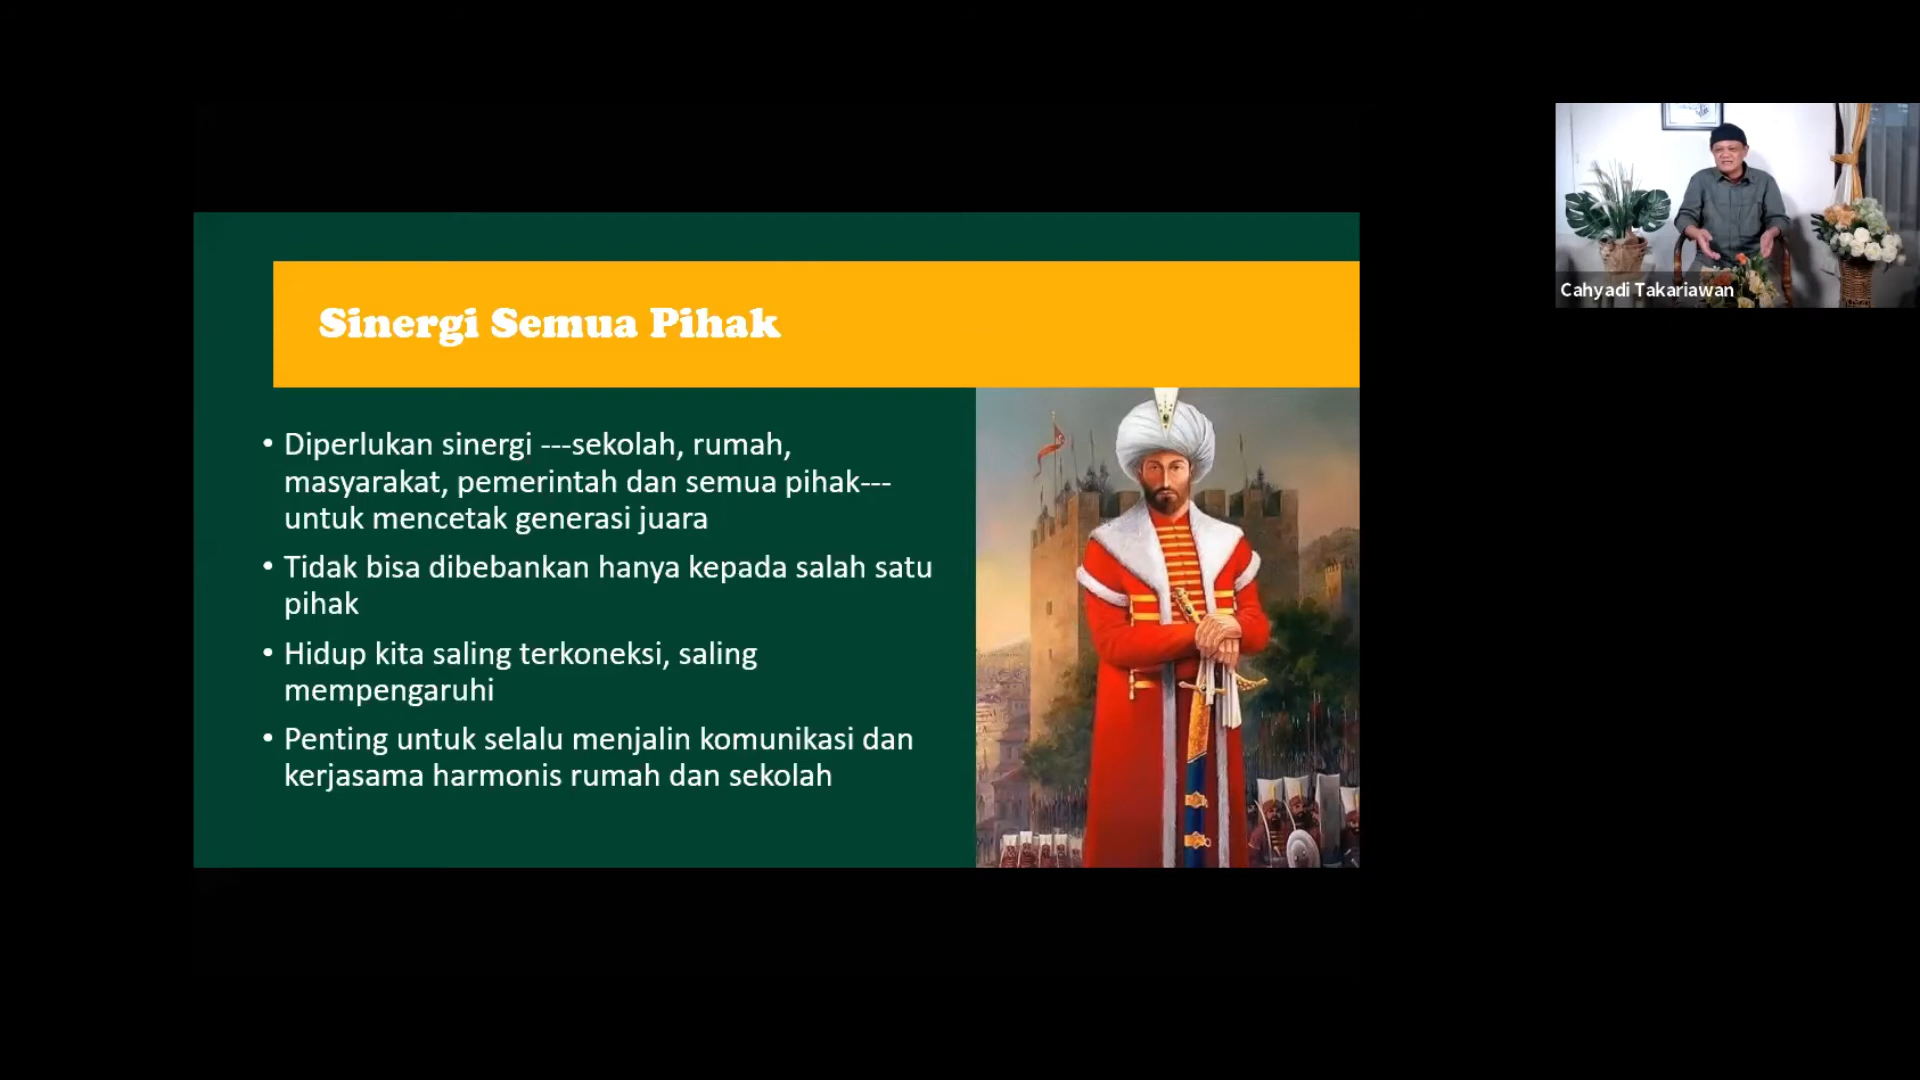 Sinergi Semua Pihak
• Diperlukan sinergi ---sekolah, rumah,
masyarakat, pemerintah dan semua pihak---
untuk mencetak generasi juara
• Tidak bisa dibebankan hanya kepada salah satu
pihak
• Hidup kita saling terkoneksi, saling
mempengaruhi
• Penting untuk selalu menjalin komunikasi dan
kerjasama harmonis rumah dan sekolah
Cahyadi Takariawan